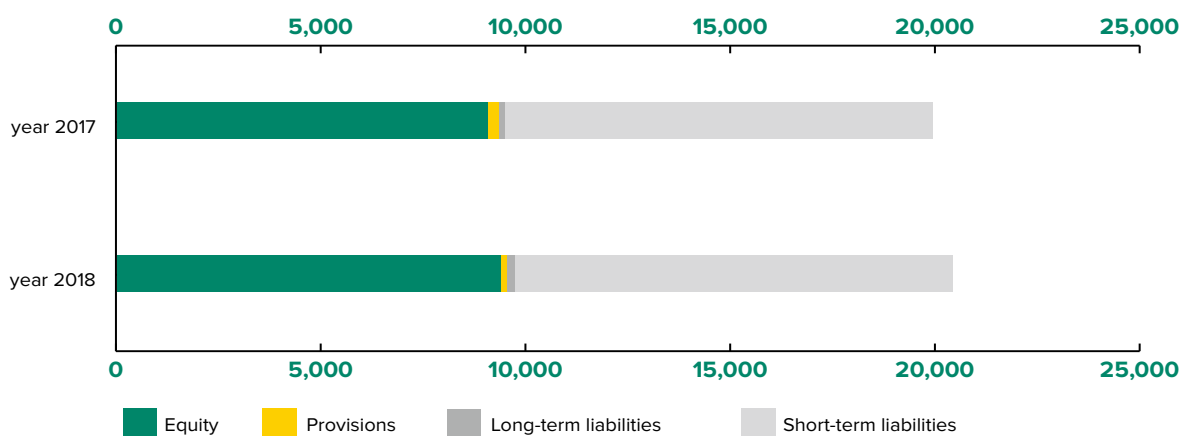 0 5,000 10,000 15,000 20,000 25,000
year 2017
year 2018
0 5,000 10,000 15,000 20,000 25,000
Equity Provisions Long-term liabilities Short-term liabilities